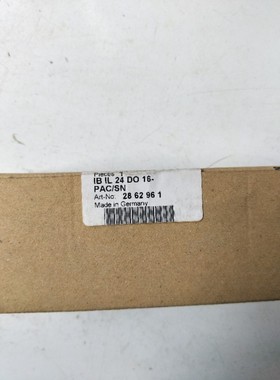 Pieces: 1
IB IL 24 DO 16-
PAC/SN
Art-No.: 28 62 96 1
Made in Germany